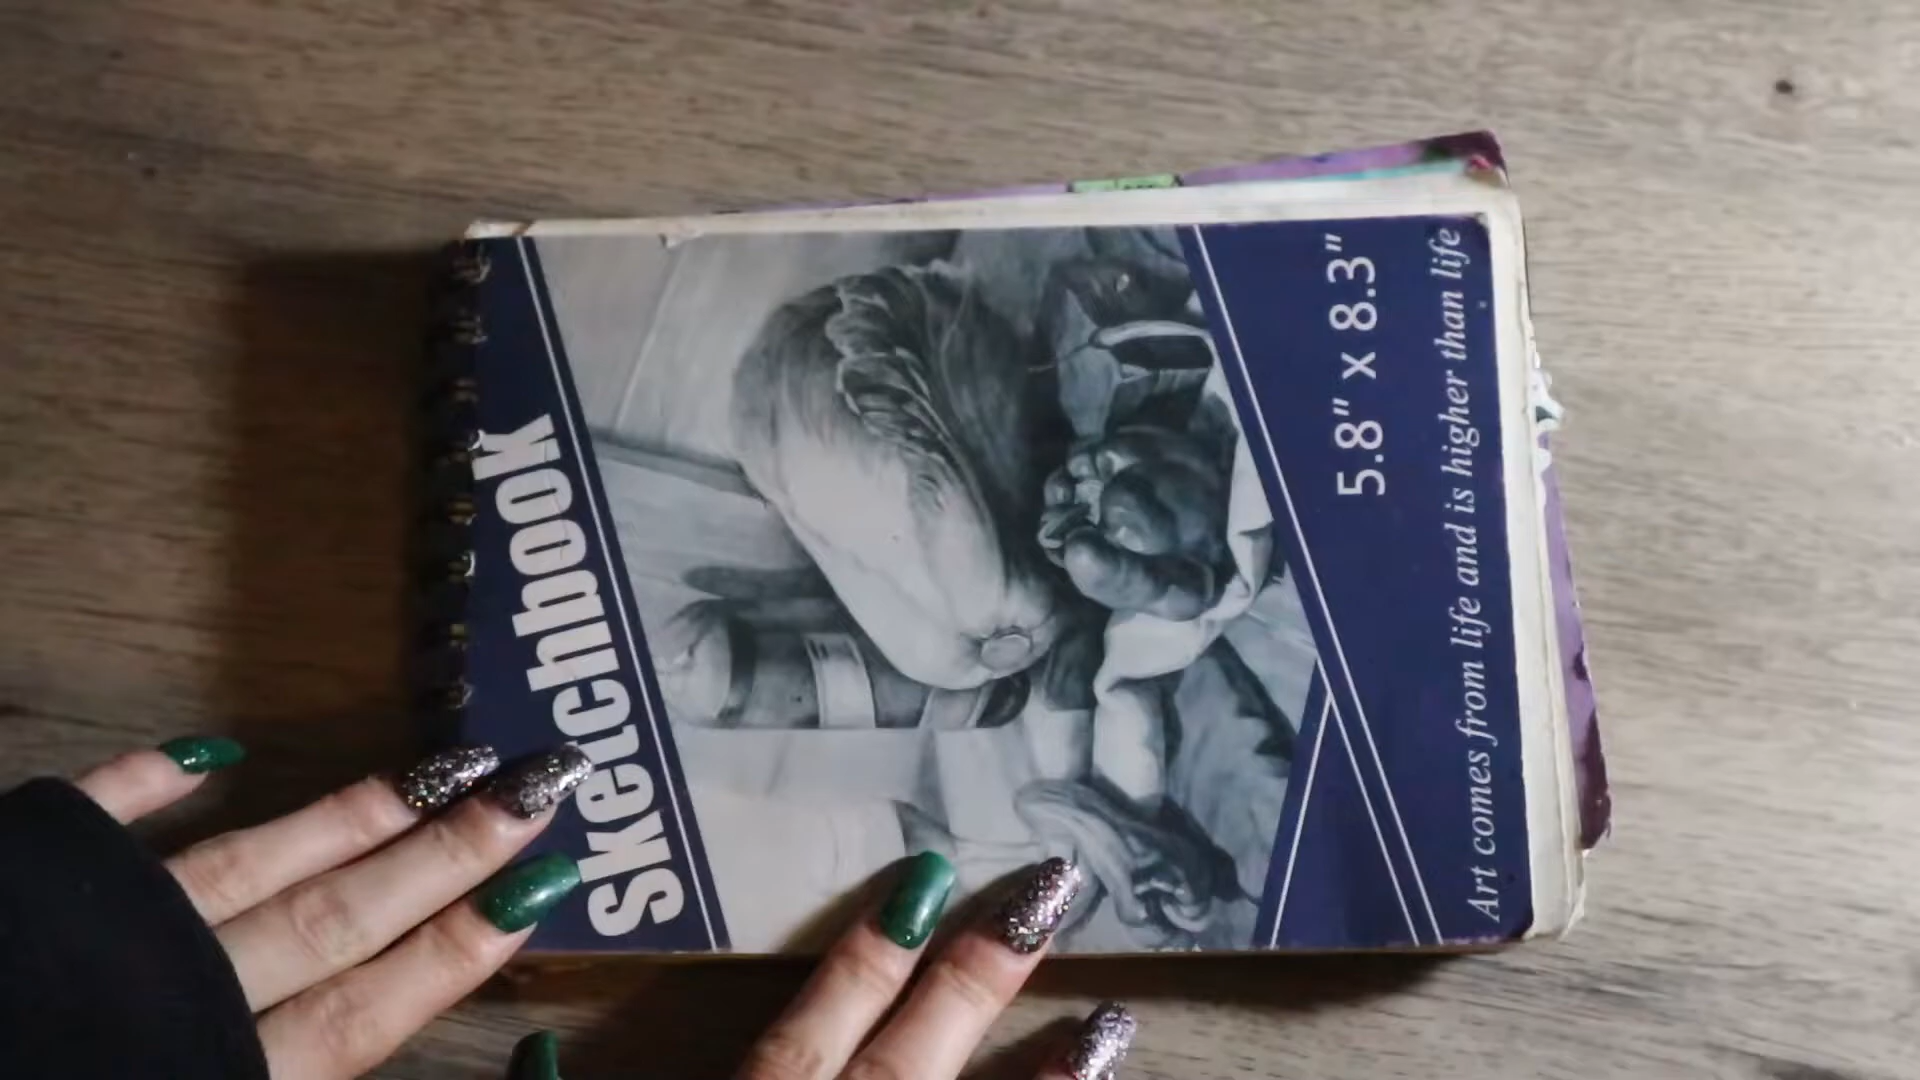 Sketchbook
5.8" x 8.3"
Art comes from life and is higher than life